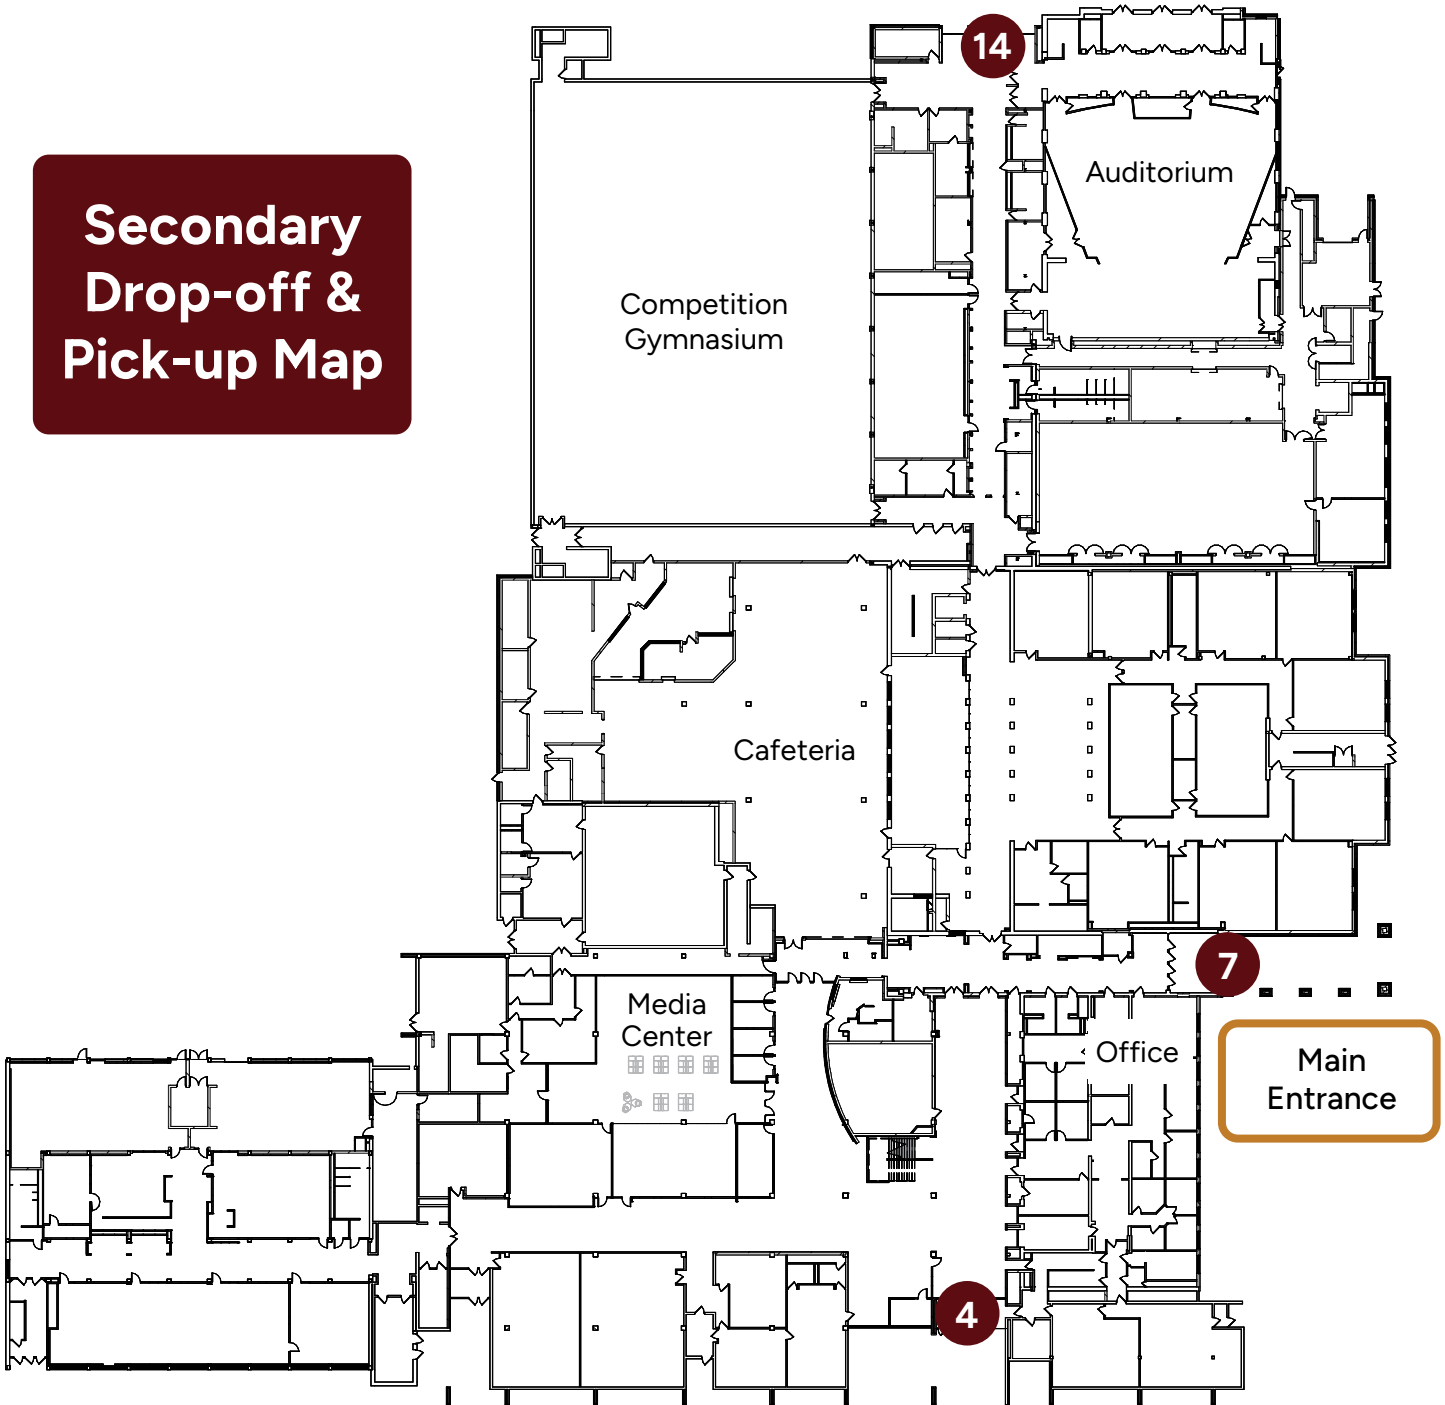 14
Auditorium
Secondary
Drop-off &
Pick-up Map
Competition
Gymnasium
Cafeteria
7
Media
Center
Office
Main
Entrance
4